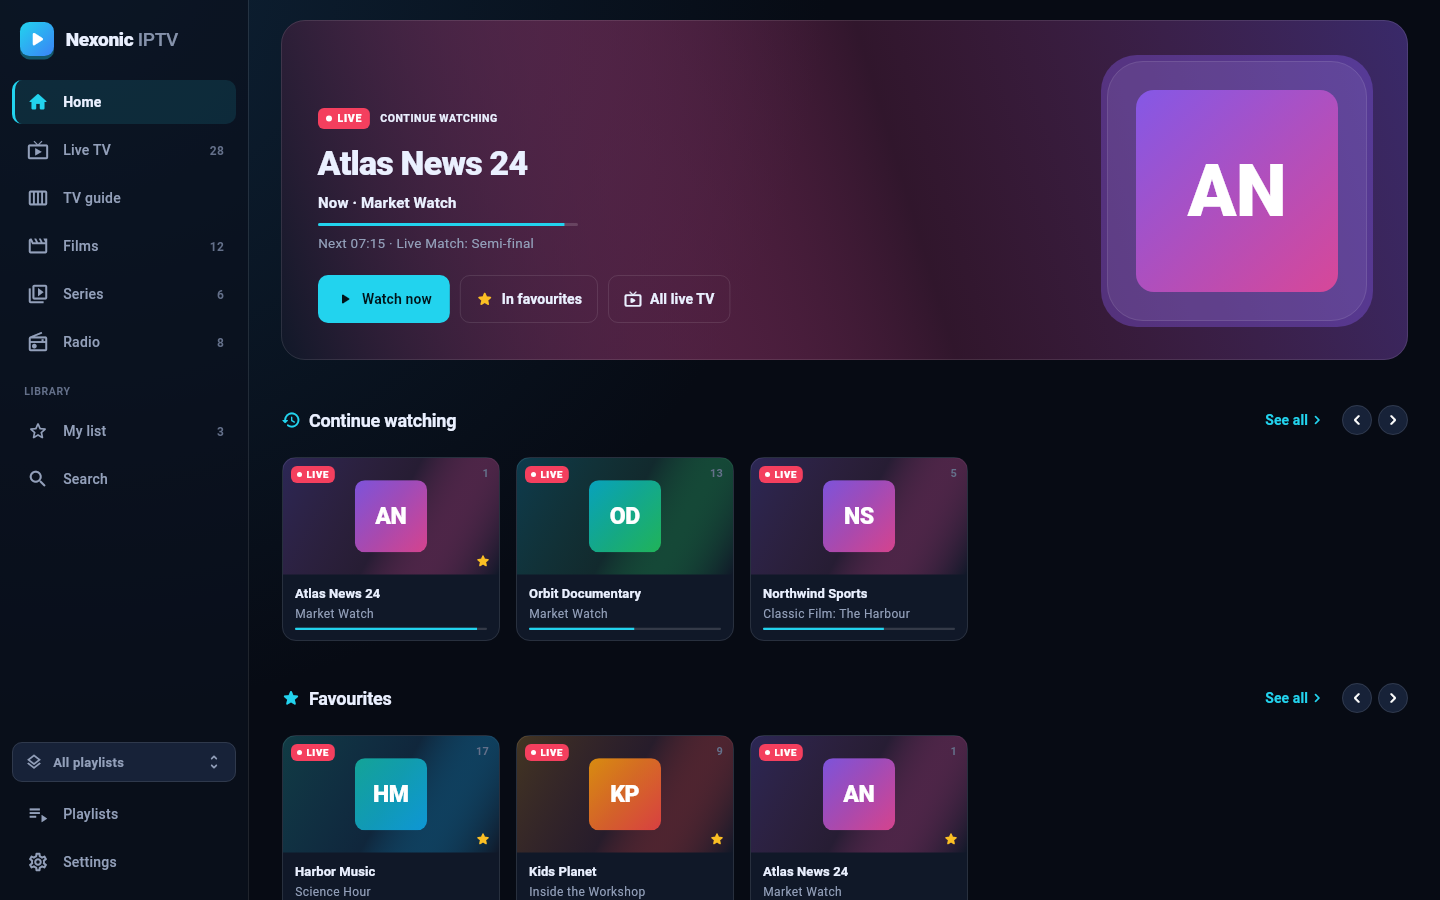 Nexonic IPTV
Home
Live TV 28
TV guide
Films 12
Series 6
Radio 8
LIBRARY
My list 3
Search
All playlists
Playlists
Settings
LIVE CONTINUE WATCHING
Atlas News 24
Now · Market Watch
Next 07:15 · Live Match: Semi-final
Watch now In favourites All live TV
AN
Continue watching See all
LIVE 1
AN
Atlas News 24
Market Watch
LIVE 13
OD
Orbit Documentary
Market Watch
LIVE 5
NS
Northwind Sports
Classic Film: The Harbour
Favourites See all
LIVE 17
HM
Harbor Music
Science Hour
LIVE 9
KP
Kids Planet
Inside the Workshop
LIVE 1
AN
Atlas News 24
Market Watch